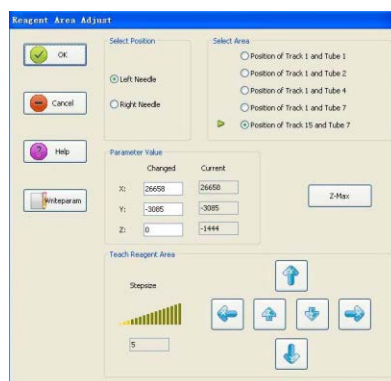 Reagent Area Adjust
OK
Cancel
Help
Writeparam
Select Position
Left Needle
Right Needle
Select Area
Position of Track 1 and Tube 1
Position of Track 1 and Tube 2
Position of Track 1 and Tube 4
Position of Track 1 and Tube 7
Position of Track 15 and Tube 7
Parameter Value
Changed Current
X: 26658 26658
Y: -3085 -3085
Z: 0 -1444
Z-Max
Teach Reagent Area
Stepsize
5